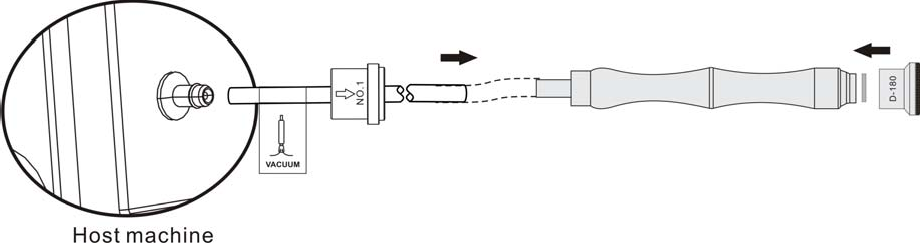 NO.1
D-180
VACUUM
Host machine